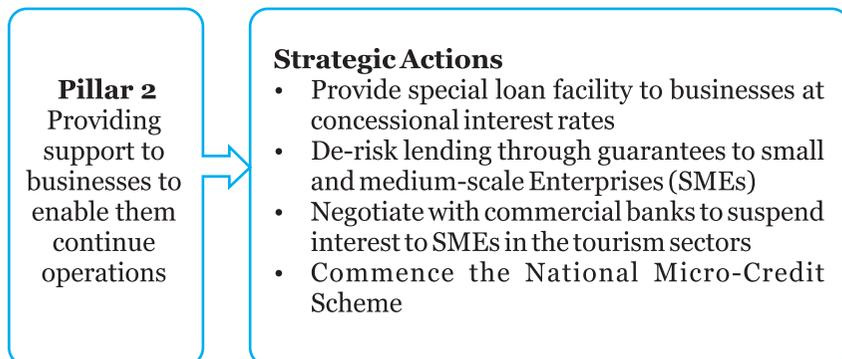 Pillar 2
Providing
support to
businesses to
enable them
continue
operations
Strategic Actions
• Provide special loan facility to businesses at
concessional interest rates
• De-risk lending through guarantees to small
and medium-scale Enterprises (SMEs)
• Negotiate with commercial banks to suspend
interest to SMEs in the tourism sectors
• Commence the National Micro-Credit
Scheme